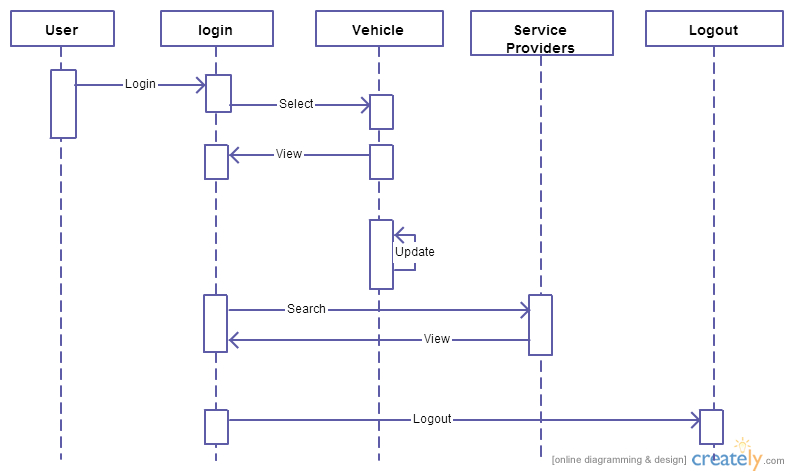 User
login
Vehicle
Service
Providers
Logout
Login
Select
View
Update
Search
View
Logout
[online diagramming & design] creately.com